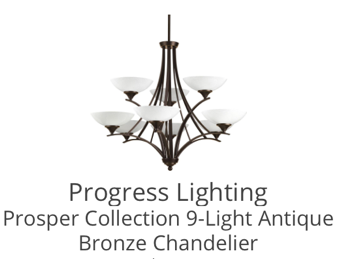 Progress Lighting
Prosper Collection 9-Light Antique
Bronze Chandelier